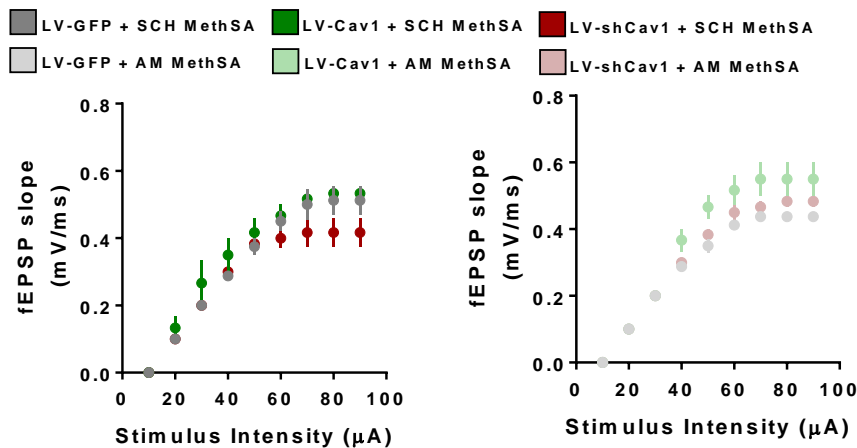 LV-GFP + SCH MethSA LV-Cav1 + SCH MethSA LV-shCav1 + SCH MethSA
LV-GFP + AM MethSA LV-Cav1 + AM MethSA LV-shCav1 + AM MethSA
fEPSP slope
(mV/ms)
0.8
0.6
0.4
0.2
0.0
0 20 40 60 80 100
Stimulus Intensity (µA)
fEPSP slope
(mV/ms)
0.8
0.6
0.4
0.2
0.0
0 20 40 60 80 100
Stimulus Intensity (µA)